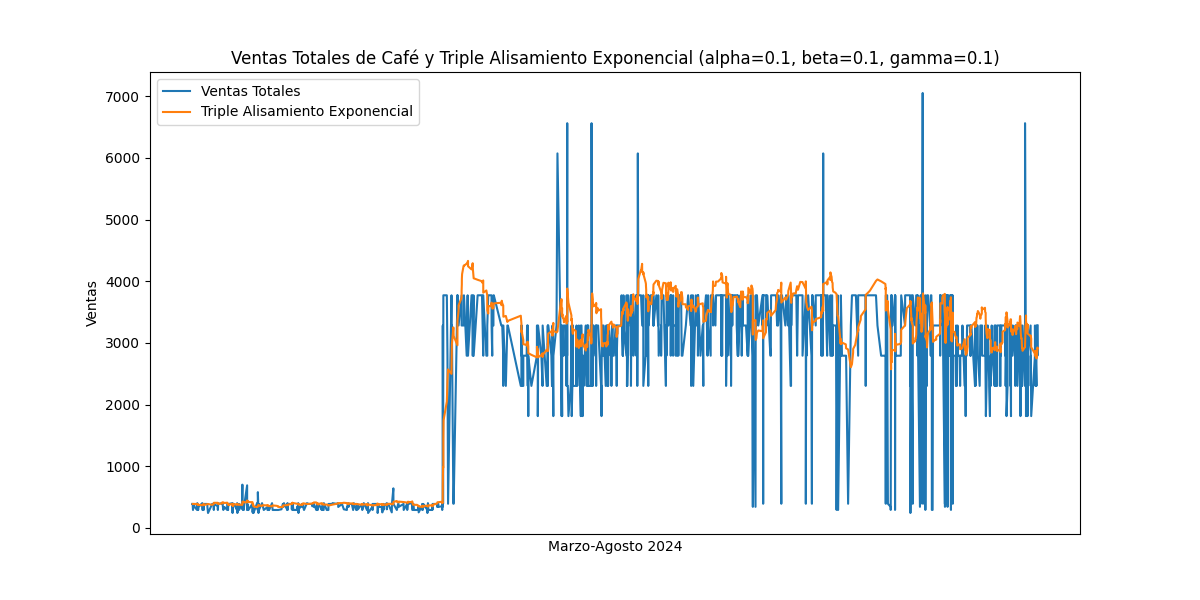 Ventas Totales de Café y Triple Alisamiento Exponencial (alpha=0.1, beta=0.1, gamma=0.1)
Ventas Totales
Triple Alisamiento Exponencial
7000
6000
5000
4000
3000
2000
1000
0
Ventas
Marzo-Agosto 2024